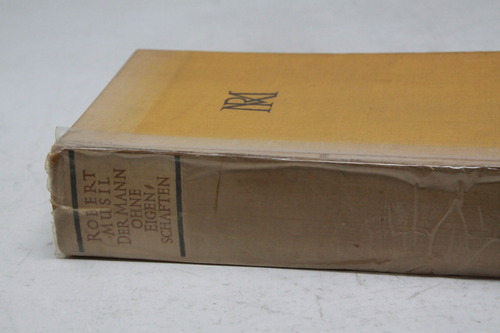 RM
ROBERT
MUSIL
DER MANN
OHNE
EIGEN⸗
SCHAFTEN